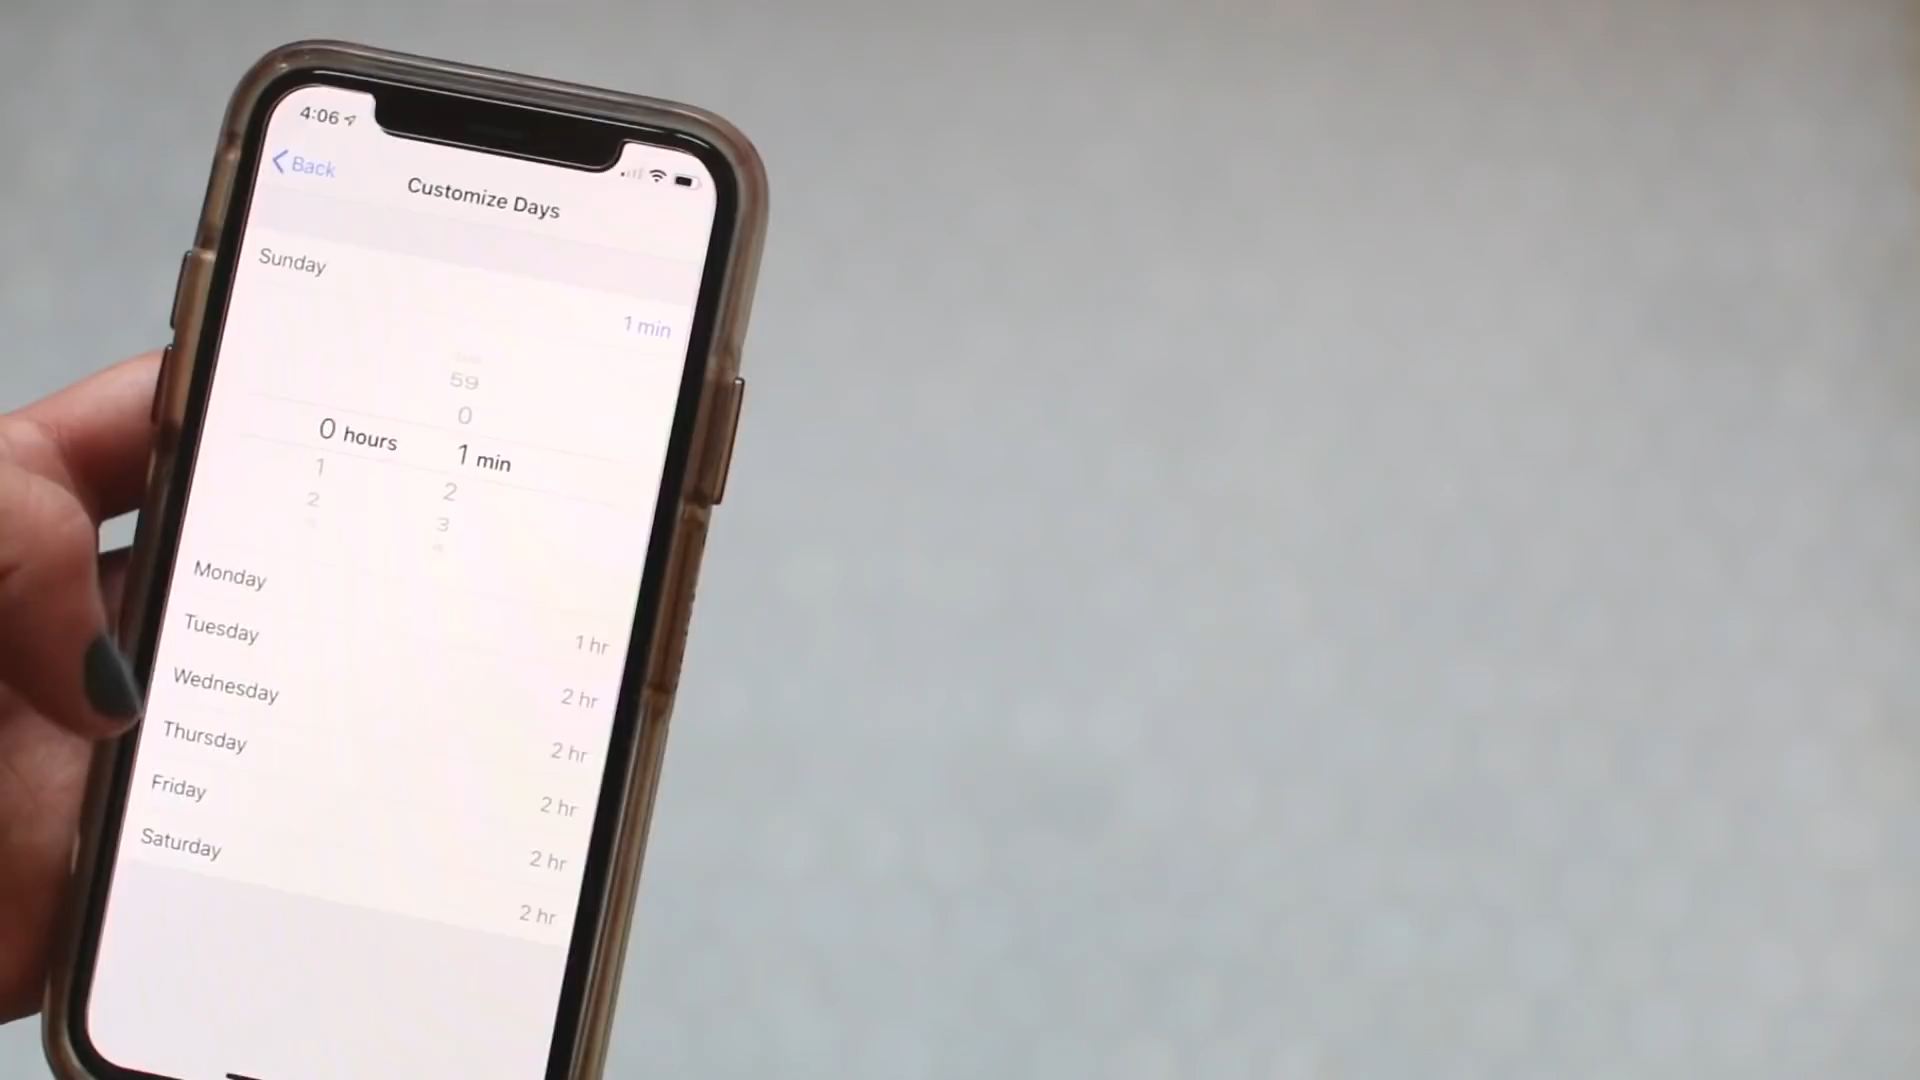 4:06
Back
Customize Days
Sunday
1 min
59
0
0 hours 1 min
1 2
2 3
Monday
1 hr
Tuesday
2 hr
Wednesday
2 hr
Thursday
2 hr
Friday
2 hr
Saturday
2 hr